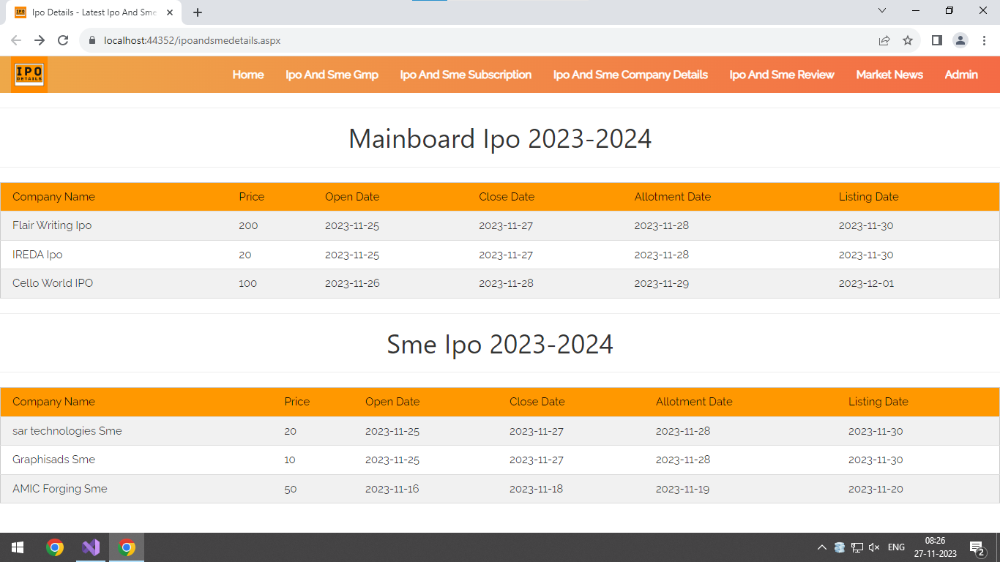 Ipo Details - Latest Ipo And Sme
localhost:44352/ipoandsmedetails.aspx
IPO
DETAILS
Home Ipo And Sme Gmp Ipo And Sme Subscription Ipo And Sme Company Details Ipo And Sme Review Market News Admin
Mainboard Ipo 2023-2024
Company Name Price Open Date Close Date Allotment Date Listing Date
Flair Writing Ipo 200 2023-11-25 2023-11-27 2023-11-28 2023-11-30
IREDA Ipo 20 2023-11-25 2023-11-27 2023-11-28 2023-11-30
Cello World IPO 100 2023-11-26 2023-11-28 2023-11-29 2023-12-01
Sme Ipo 2023-2024
Company Name Price Open Date Close Date Allotment Date Listing Date
sar technologies Sme 20 2023-11-25 2023-11-27 2023-11-28 2023-11-30
Graphisads Sme 10 2023-11-25 2023-11-27 2023-11-28 2023-11-30
AMIC Forging Sme 50 2023-11-16 2023-11-18 2023-11-19 2023-11-20
ENG
08:26
27-11-2023
2